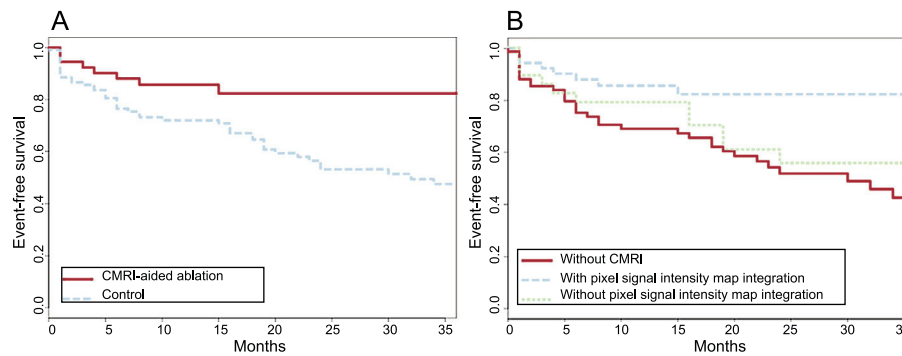 A
Event-free survival
1.0
0.8
0.6
0.4
0.2
0.0
CMRI-aided ablation
Control
0 5 10 15 20 25 30 35
Months
B
Event-free survival
1.0
0.8
0.6
0.4
0.2
0.0
Without CMRI
With pixel signal intensity map integration
Without pixel signal intensity map integration
0 5 10 15 20 25 30 35
Months